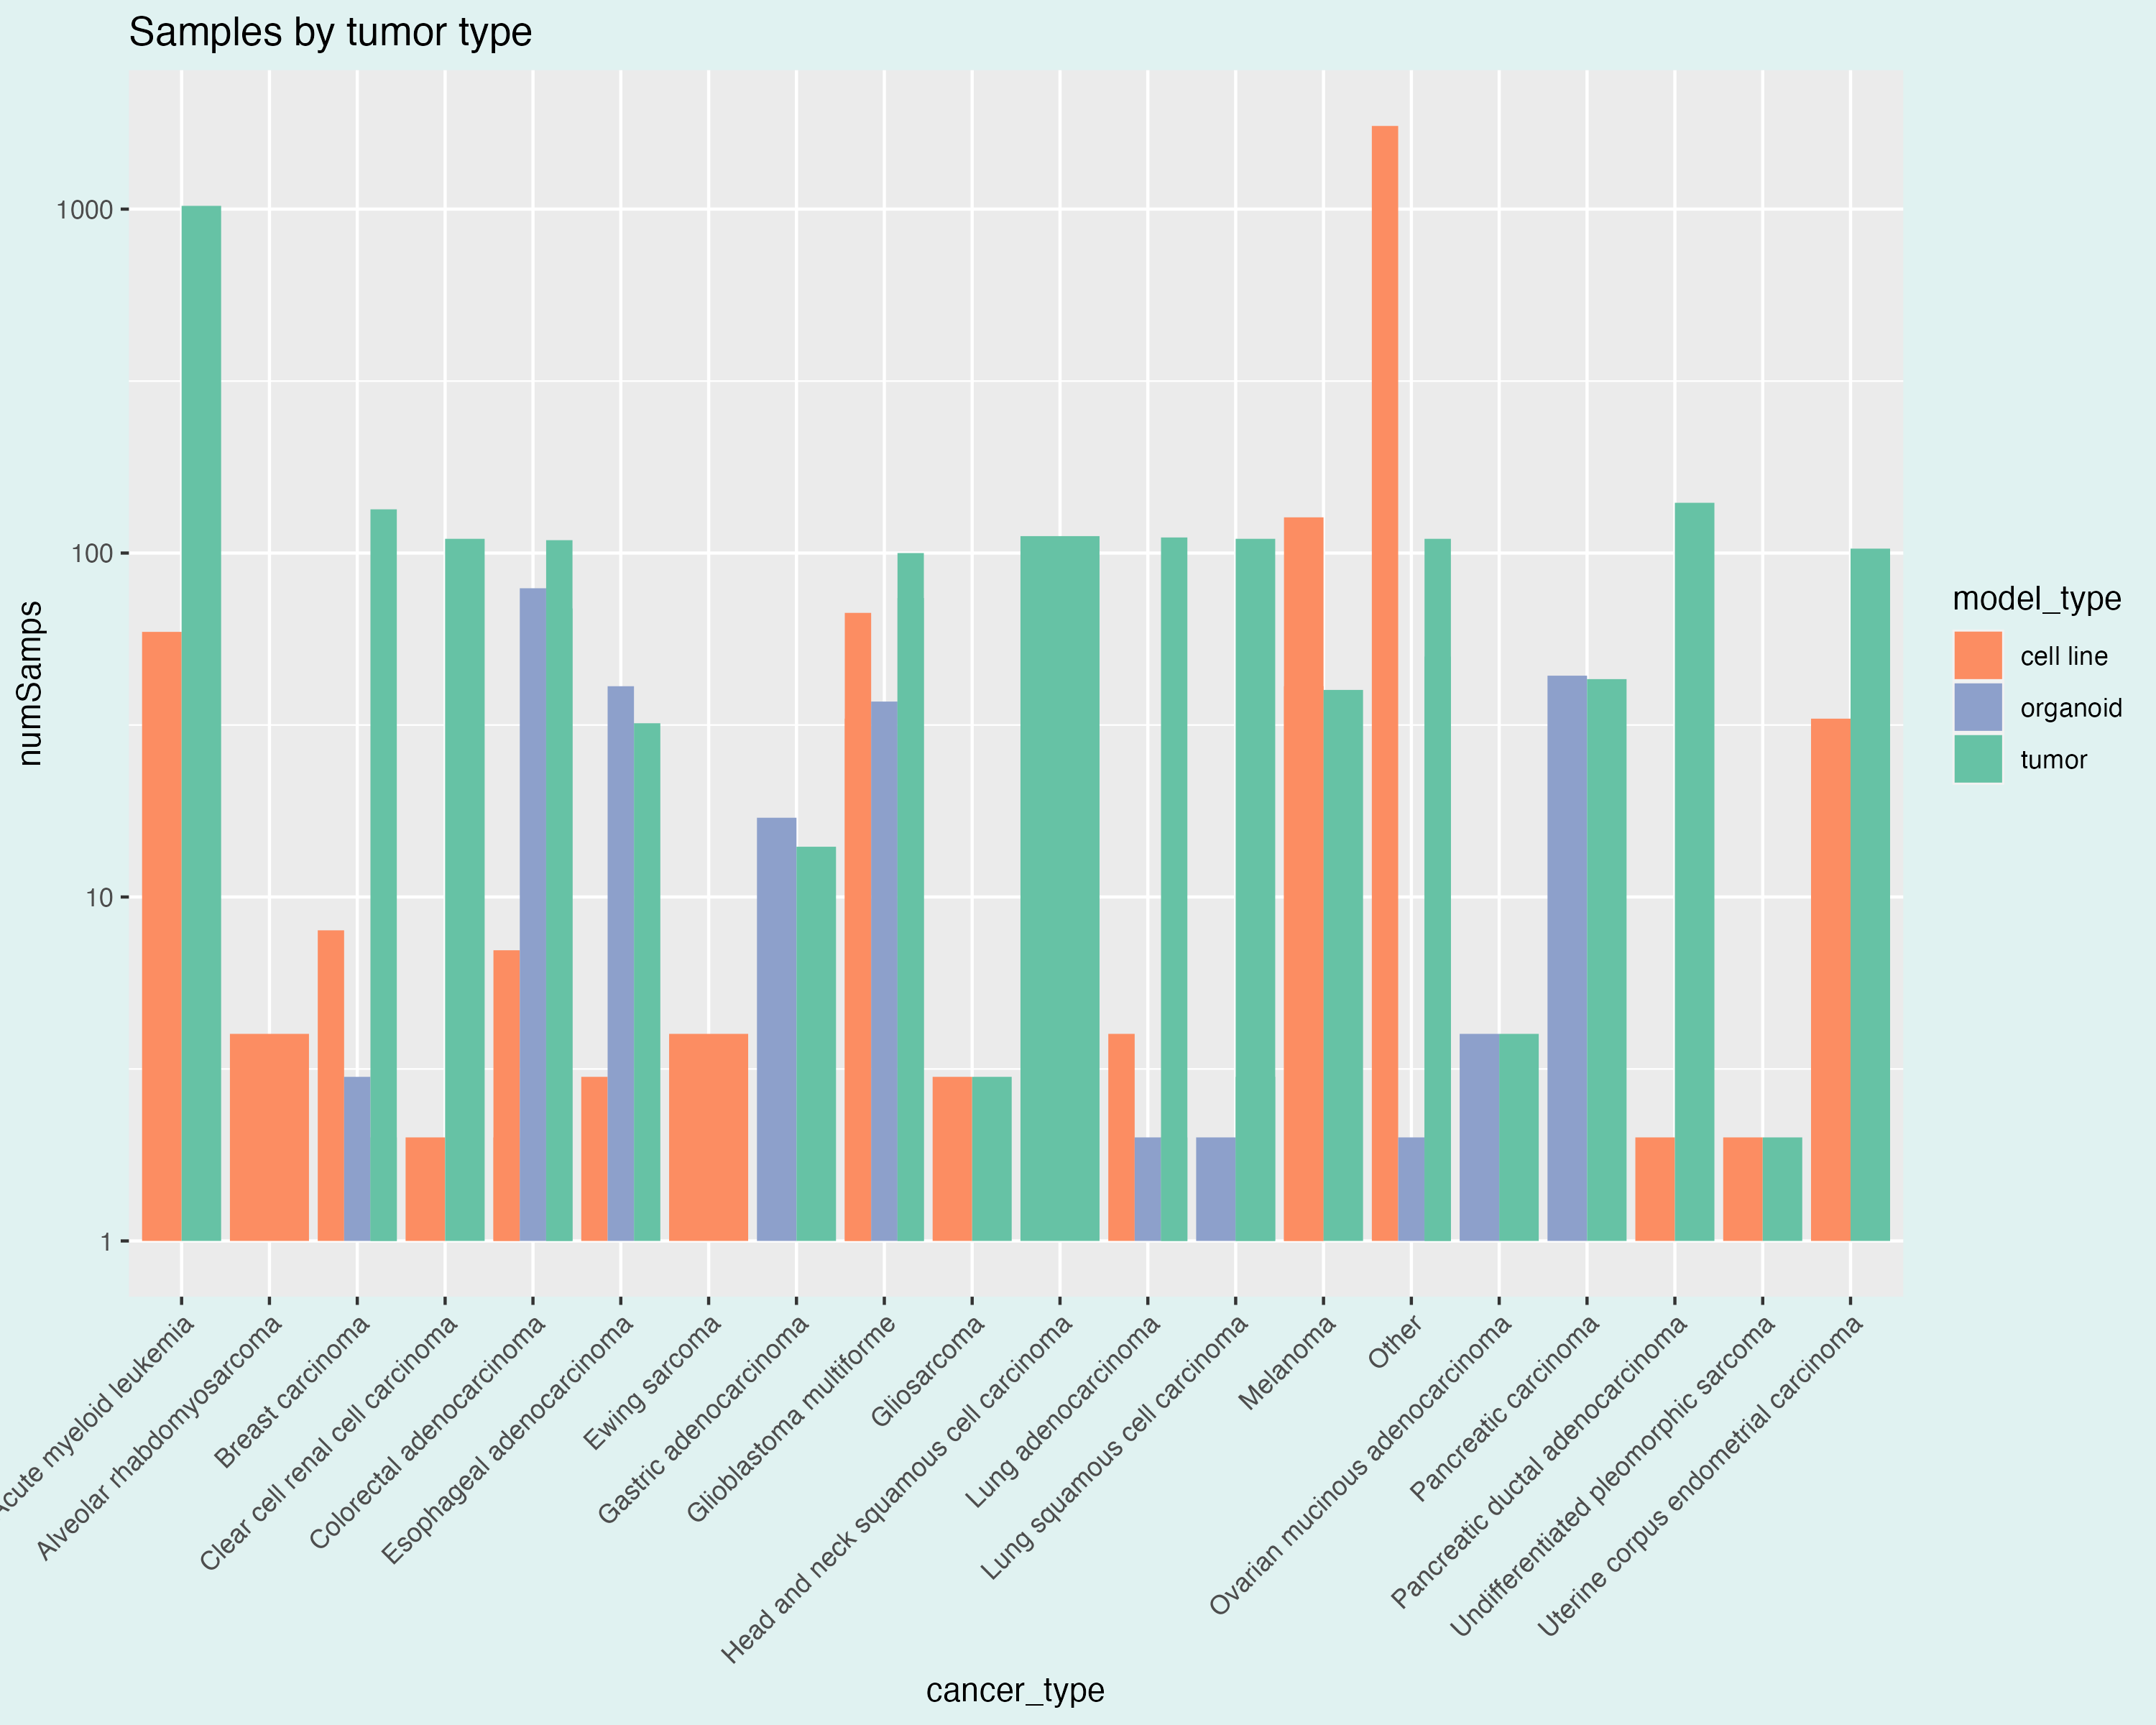 Samples by tumor type
numSamps
1000
100
10
1
Acute myeloid leukemia
Alveolar rhabdomyosarcoma
Breast carcinoma
Clear cell renal cell carcinoma
Colorectal adenocarcinoma
Esophageal adenocarcinoma
Ewing sarcoma
Gastric adenocarcinoma
Glioblastoma multiforme
Gliosarcoma
Head and neck squamous cell carcinoma
Lung adenocarcinoma
Lung squamous cell carcinoma
Melanoma
Other
Ovarian mucinous adenocarcinoma
Pancreatic carcinoma
Pancreatic ductal adenocarcinoma
Undifferentiated pleomorphic sarcoma
Uterine corpus endometrial carcinoma
cancer_type
model_type
cell line
organoid
tumor